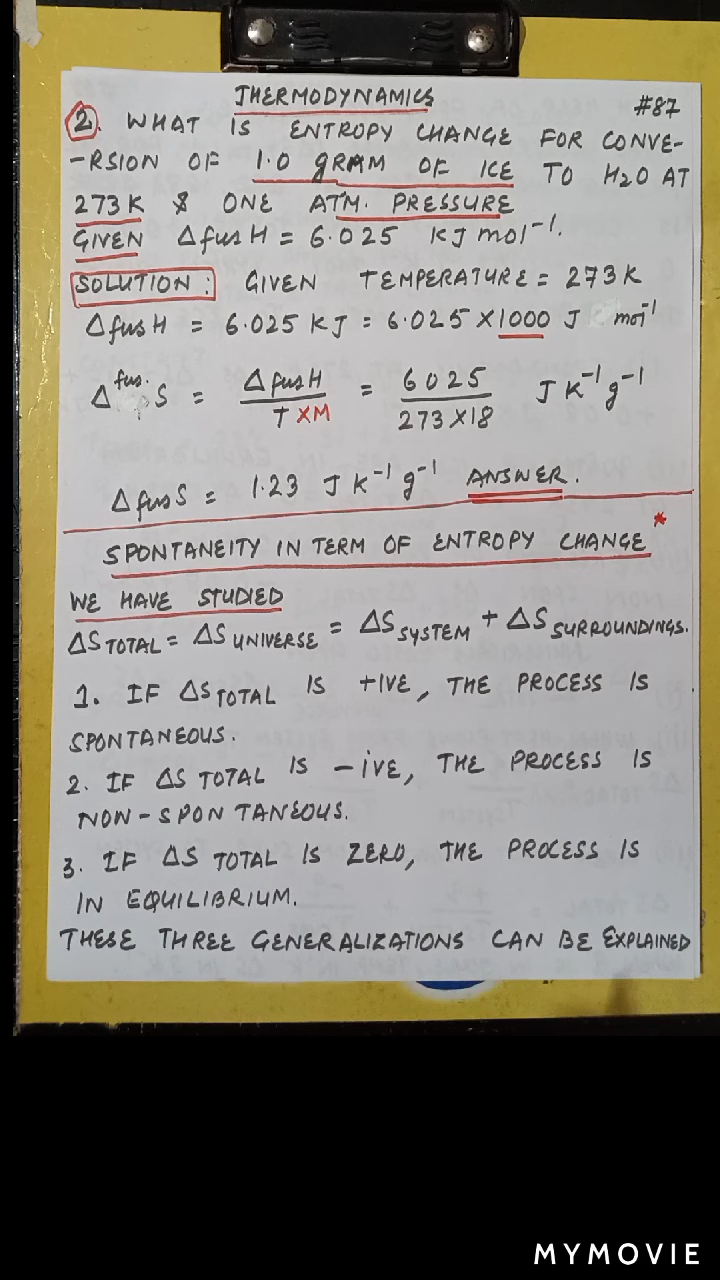 THERMODYNAMICS #87
2. WHAT IS ENTROPY CHANGE FOR CONVE-
-RSION OF 1.0 gRAM OF ICE TO H2O AT
273K & ONE ATM. PRESSURE
GIVEN ΔfusH = 6.025 KJ mol⁻¹.
SOLUTION: GIVEN TEMPERATURE = 273K
ΔfusH = 6.025 KJ = 6.025 × 1000 J mol⁻¹
Δfus.S = ΔfusH / T XM = 6025 / 273×18 J K⁻¹ g⁻¹
ΔfusS = 1.23 J K⁻¹ g⁻¹ ANSWER.
SPONTANEITY IN TERM OF ENTROPY CHANGE *
WE HAVE STUDIED
ΔS TOTAL = ΔS UNIVERSE = ΔS SYSTEM + ΔS SURROUNDINGS.
1. IF ΔS TOTAL IS +IVE, THE PROCESS IS
SPONTANEOUS.
2. IF ΔS TOTAL IS -IVE, THE PROCESS IS
NON-SPONTANEOUS.
3. IF ΔS TOTAL IS ZERO, THE PROCESS IS
IN EQUILIBRIUM.
THESE THREE GENERALIZATIONS CAN BE EXPLAINED
MYMOVIE